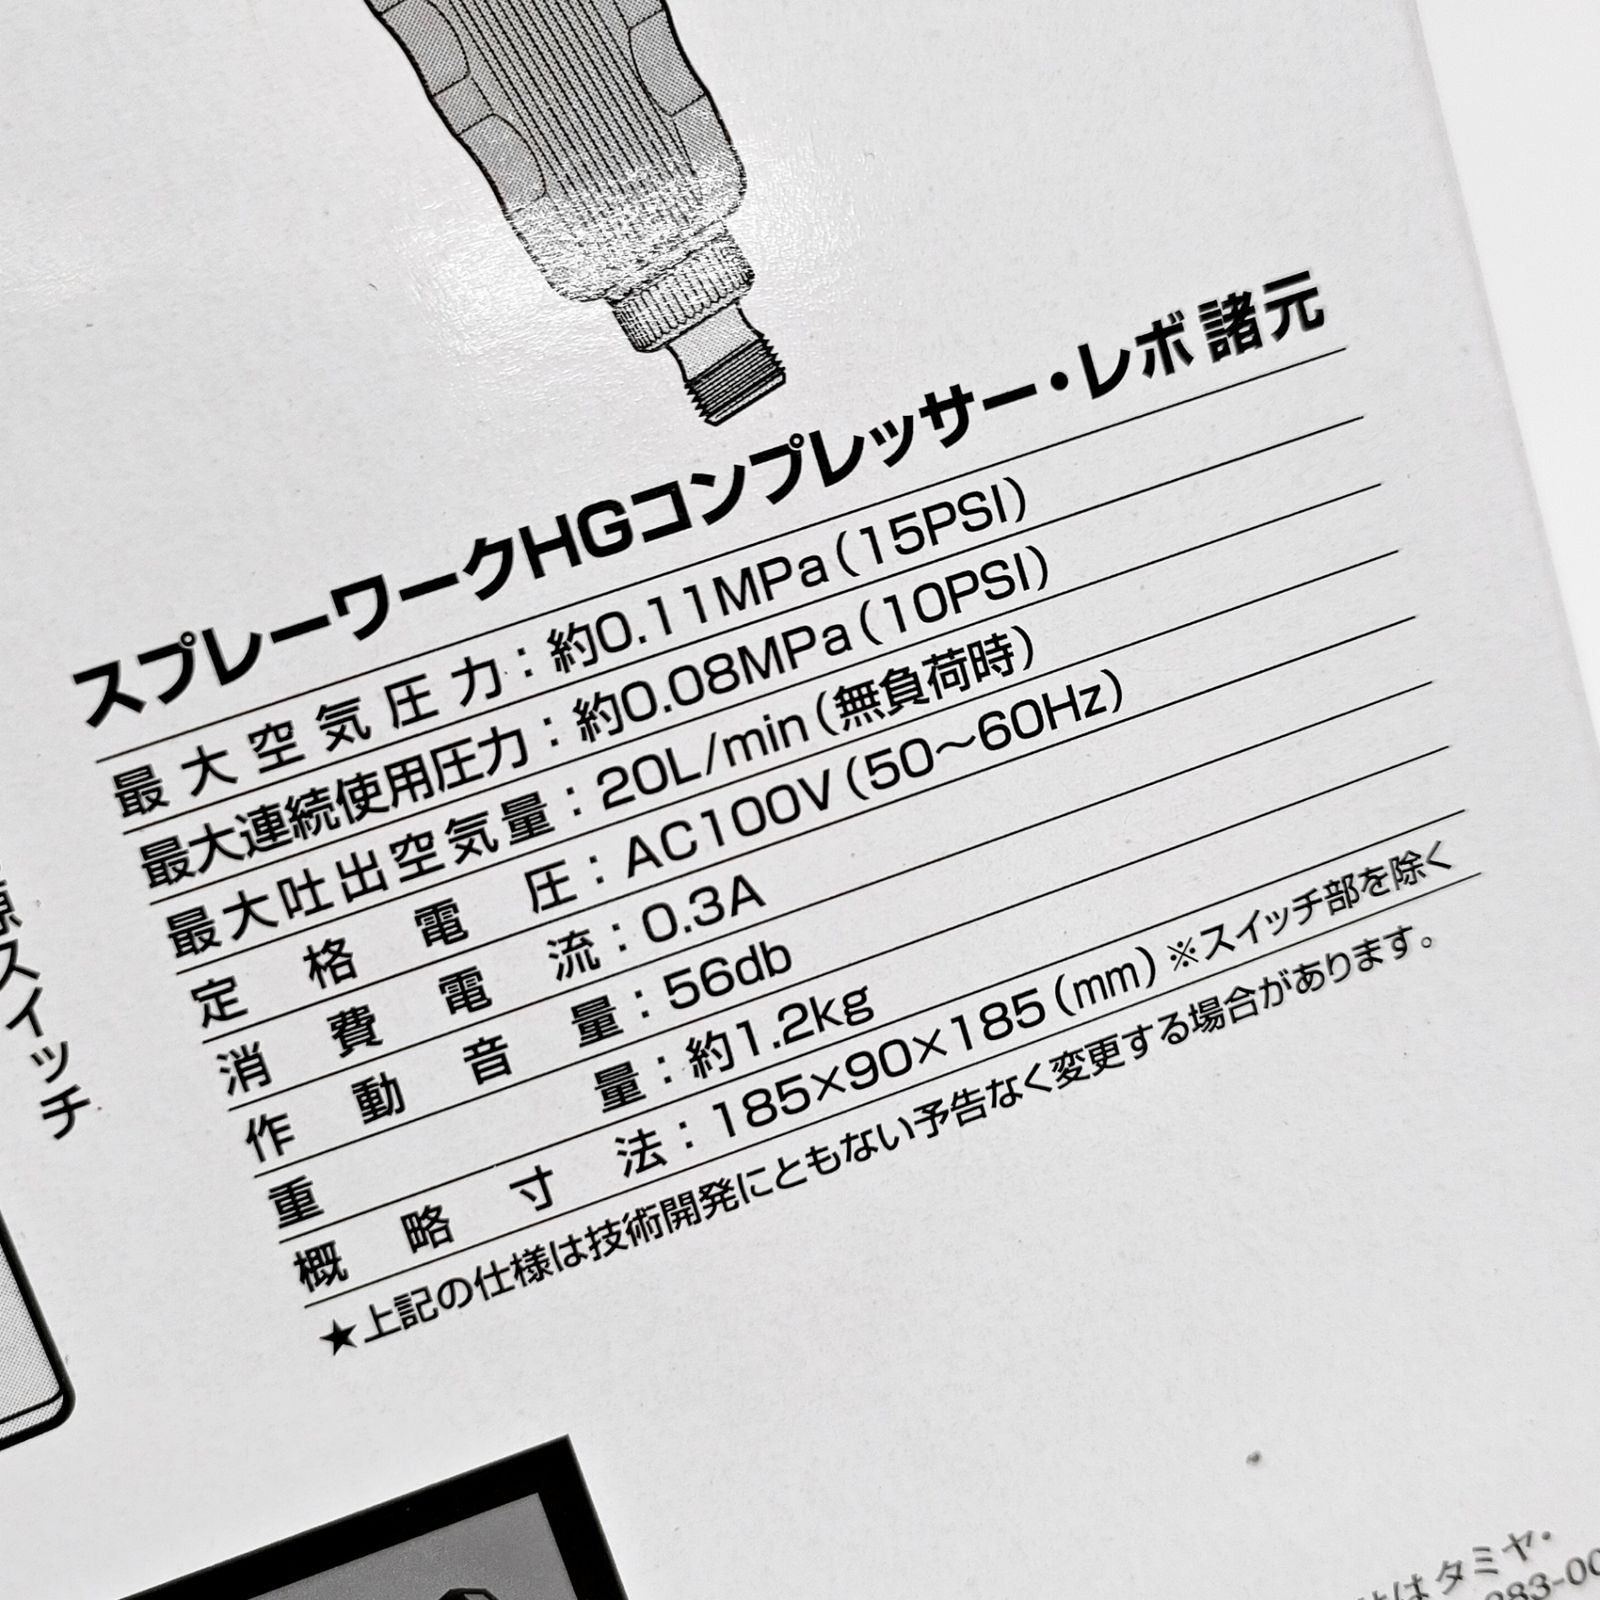 スプレーワークHGコンプレッサー・レボ 諸元
最大空気圧力：約0.11MPa(15PSI)
最大連続使用圧力：約0.08MPa(10PSI)
最大吐出空気量：20L/min(無負荷時)
定格電圧：AC100V(50〜60Hz)
消費電流：0.3A
作動音量：56db
重量：約1.2kg
概略寸法：185×90×185(mm)※スイッチ部を除く
★上記の仕様は技術開発にともない予告なく変更する場合があります。
源スイッチ
はタミヤ・
283-00